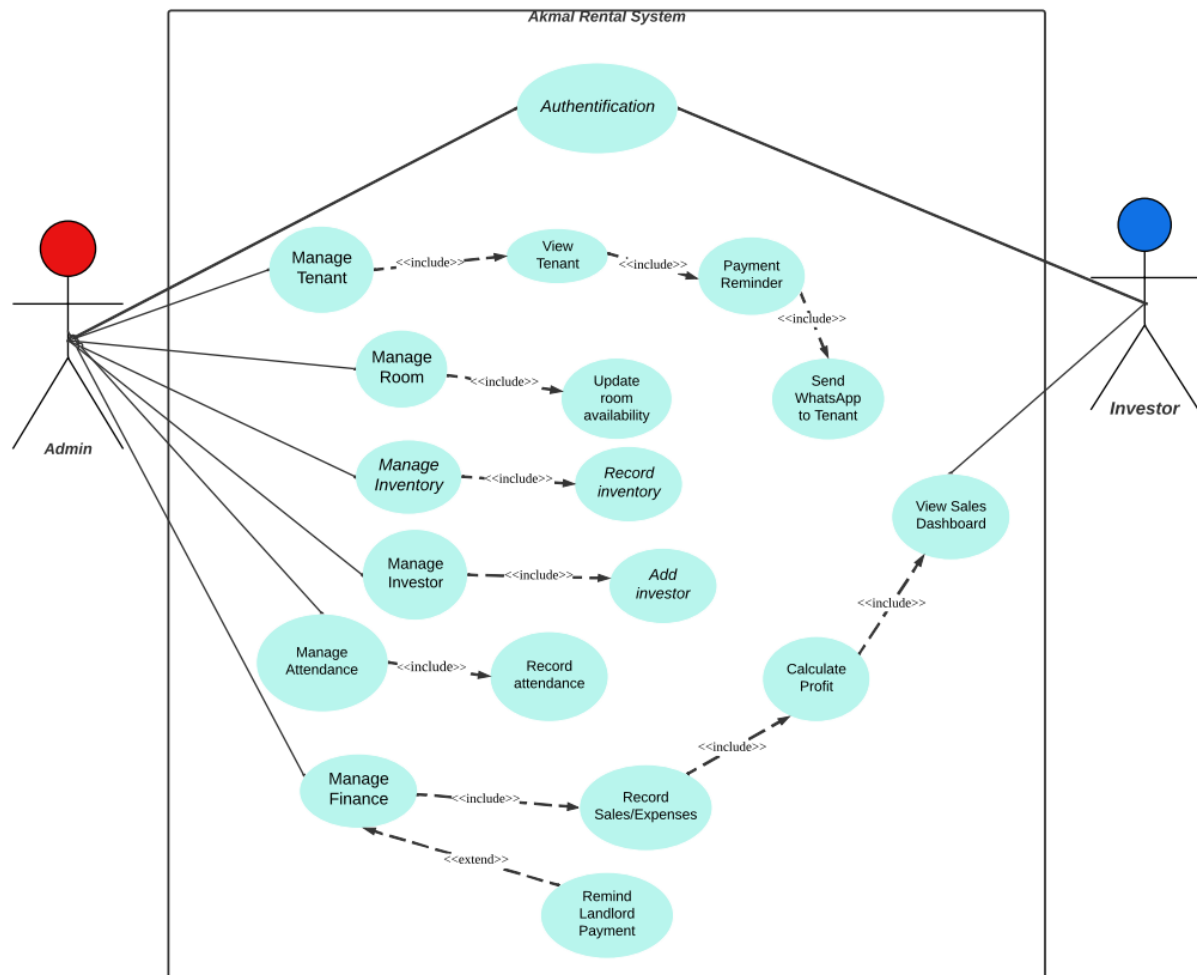 Akmal Rental System
Authentification
Manage
Tenant
<<include>>
View
Tenant
<<include>>
Payment
Reminder
<<include>>
Send
WhatsApp
to Tenant
Manage
Room
<<include>>
Update
room
availability
Admin
Investor
Manage
Inventory
<<include>>
Record
inventory
View Sales
Dashboard
Manage
Investor
<<include>>
Add
investor
<<include>>
Manage
Attendance
<<include>>
Record
attendance
Calculate
Profit
<<include>>
Manage
Finance
<<include>>
Record
Sales/Expenses
<<extend>>
Remind
Landlord
Payment